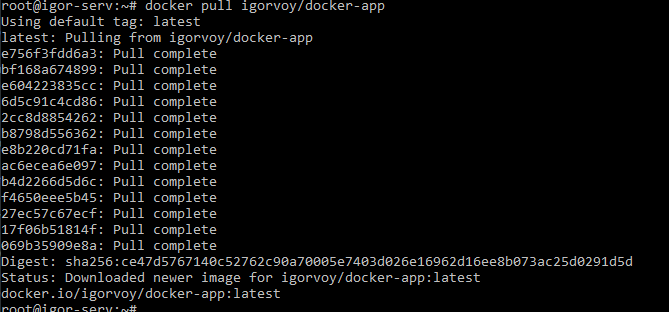 root@igor-serv:~# docker pull igorvoy/docker-app
Using default tag: latest
latest: Pulling from igorvoy/docker-app
e756f3fdd6a3: Pull complete
bf168a674899: Pull complete
e604223835cc: Pull complete
6d5c91c4cd86: Pull complete
2cc8d8854262: Pull complete
b8798d556362: Pull complete
e8b220cd71fa: Pull complete
ac6ecea6e097: Pull complete
b4d2266d5d6c: Pull complete
f4650eee5b45: Pull complete
27ec57c67ecf: Pull complete
17f06b51814f: Pull complete
069b35909e8a: Pull complete
Digest: sha256:ce47d5767140c52762c90a70005e7403d026e16962d16ee8b073ac25d0291d5d
Status: Downloaded newer image for igorvoy/docker-app:latest
docker.io/igorvoy/docker-app:latest
root@igor-serv:~#